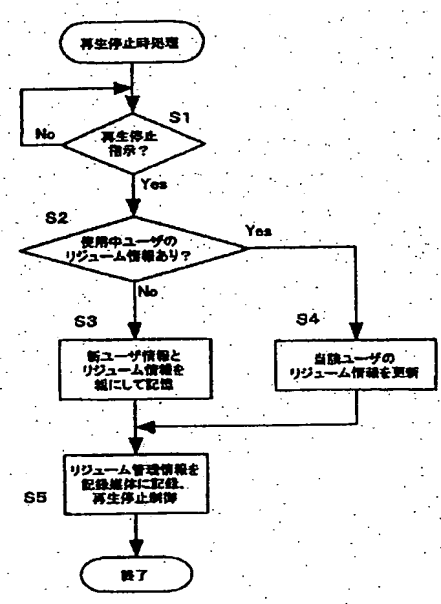 再生停止時処理
S1
No
再生停止
指示？
Yes
S2
使用中ユーザの
リジューム情報あり？
Yes
No
S3
新ユーザ情報と
リジューム情報を
組にして記憶
S4
当該ユーザの
リジューム情報を更新
S5
リジューム管理情報を
記録媒体に記録、
再生停止制御
終了